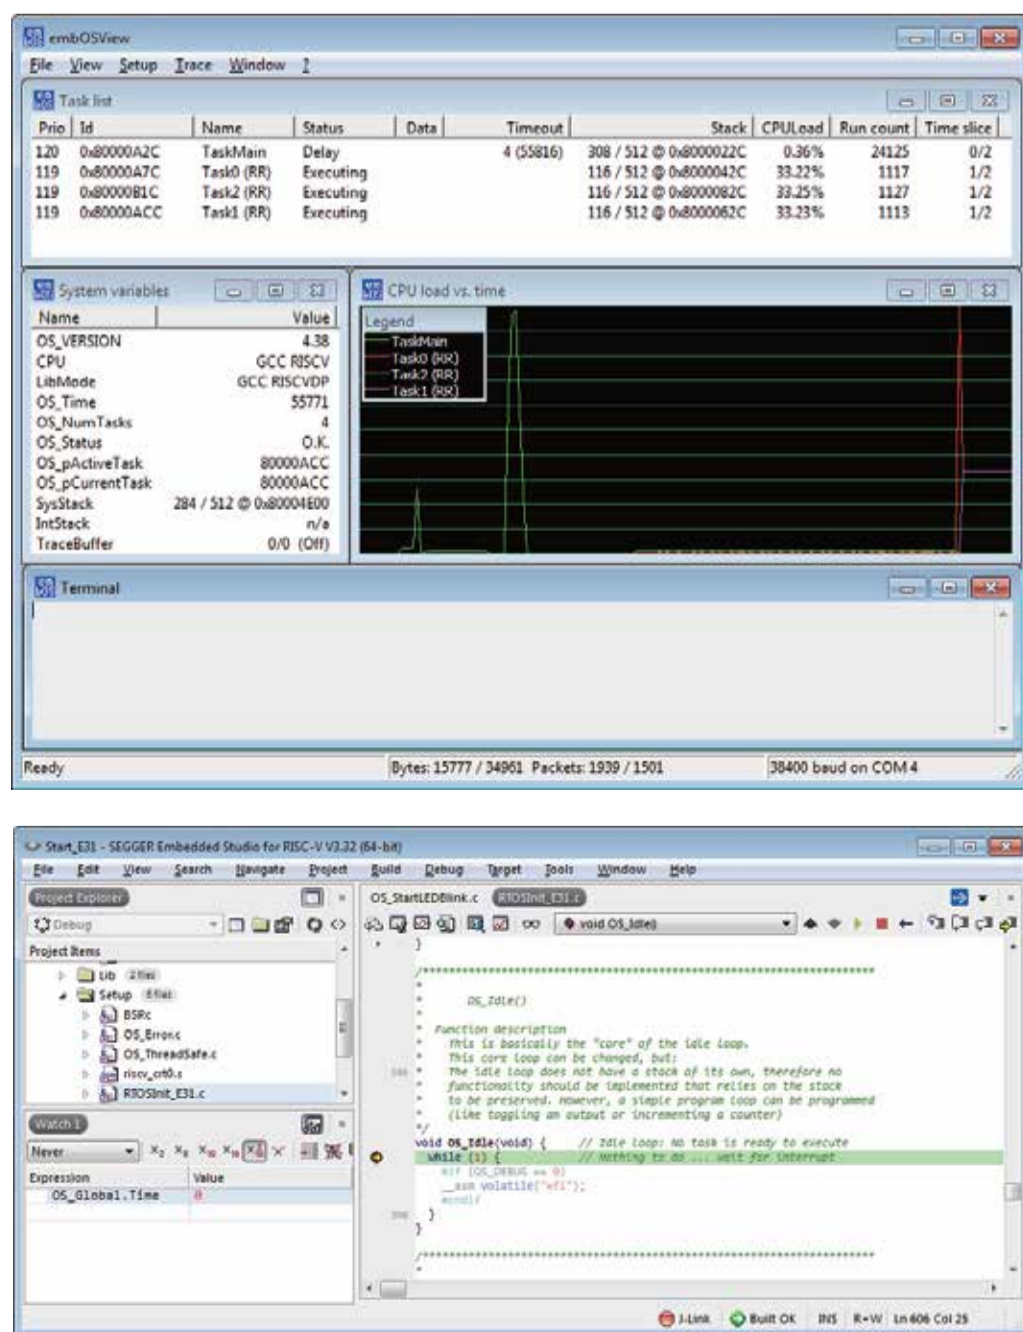 embOSView
File View Setup Trace Window ?
Task list
Prio Id Name Status Data Timeout Stack CPULoad Run count Time slice
120 0x80000A2C TaskMain Delay 4 (55816) 308 / 512 @ 0x8000022C 0.36% 24125 0/2
119 0x80000A7C Task0 (RR) Executing 116 / 512 @ 0x8000042C 33.22% 1117 1/2
119 0x80000B1C Task2 (RR) Executing 116 / 512 @ 0x8000082C 33.25% 1127 1/2
119 0x80000ACC Task1 (RR) Executing 116 / 512 @ 0x8000062C 33.23% 1113 1/2
System variables
Name Value
OS_VERSION 4.38
CPU GCC RISCV
LibMode GCC RISCVDP
OS_Time 55771
OS_NumTasks 4
OS_Status O.K.
OS_pActiveTask 80000ACC
OS_pCurrentTask 80000ACC
SysStack 284 / 512 @ 0x80004E00
IntStack n/a
TraceBuffer 0/0 (Off)
CPU load vs. time
Legend
TaskMain
Task0 (RR)
Task2 (RR)
Task1 (RR)
Terminal
Ready Bytes: 15777 / 34961 Packets: 1939 / 1501 38400 baud on COM 4
Start_E31 - SEGGER Embedded Studio for RISC-V V3.32 (64-bit)
File Edit View Search Navigate Project Build Debug Target Tools Window Help
Project Explorer
Debug
Project Items
Lib 2 files
Setup 5 files
BSP.c
OS_Error.c
OS_ThreadSafe.c
riscv_crt0.s
RTOSInit_E31.c
Watch 1
Never
Expression Value
OS_Global.Time 0
OS_StartLEDBlink.c RTOSInit_E31.c
void OS_Idle()
}
/*********************************************************************
*
* OS_Idle()
*
* Function description
* This is basically the "core" of the idle loop.
* This core loop can be changed, but:
* The idle loop does not have a stack of its own, therefore no
* functionality should be implemented that relies on the stack
* to be preserved. However, a simple program loop can be programmed
* (like toggling an output or incrementing a counter)
*/
void OS_Idle(void) { // Idle loop: No task is ready to execute
while (1) { // Nothing to do ... wait for interrupt
#if (OS_DEBUG == 0)
__asm volatile("wfi");
#endif
}
}
/*********************************************************************
*
J-Link Built OK INS R+W Ln 606 Col 25